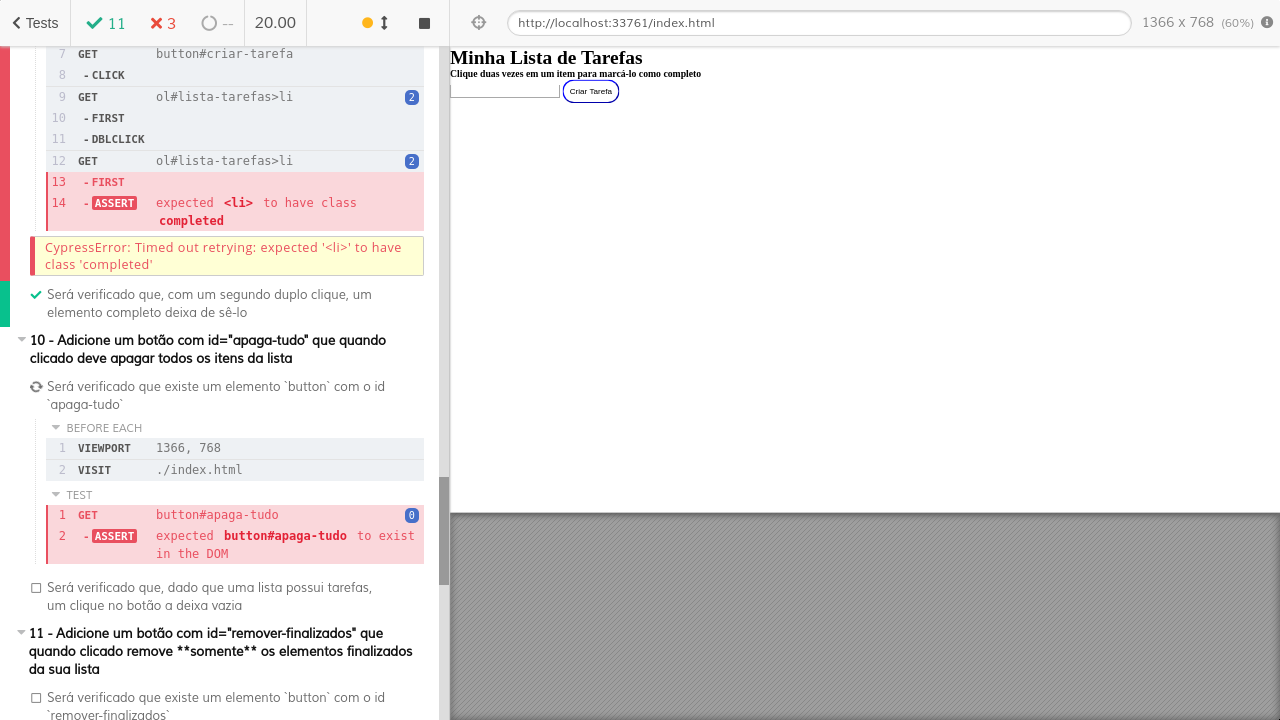 Tests
11
3
--
20.00
http://localhost:33761/index.html
1366 x 768 (60%)
7 GET button#criar-tarefa
8 - CLICK
9 GET ol#lista-tarefas>li 2
10 - FIRST
11 - DBLCLICK
12 GET ol#lista-tarefas>li 2
13 - FIRST
14 - ASSERT expected <li> to have class
completed
CypressError: Timed out retrying: expected '<li>' to have
class 'completed'
Será verificado que, com um segundo duplo clique, um
elemento completo deixa de sê-lo
10 - Adicione um botão com id="apaga-tudo" que quando
clicado deve apagar todos os itens da lista
Será verificado que existe um elemento `button` com o id
`apaga-tudo`
BEFORE EACH
1 VIEWPORT 1366, 768
2 VISIT ./index.html
TEST
1 GET button#apaga-tudo 0
2 - ASSERT expected button#apaga-tudo to exist
in the DOM
Será verificado que, dado que uma lista possui tarefas,
um clique no botão a deixa vazia
11 - Adicione um botão com id="remover-finalizados" que
quando clicado remove **somente** os elementos finalizados
da sua lista
Será verificado que existe um elemento `button` com o id
`remover-finalizados`
Minha Lista de Tarefas
Clique duas vezes em um item para marcá-lo como completo
Criar Tarefa